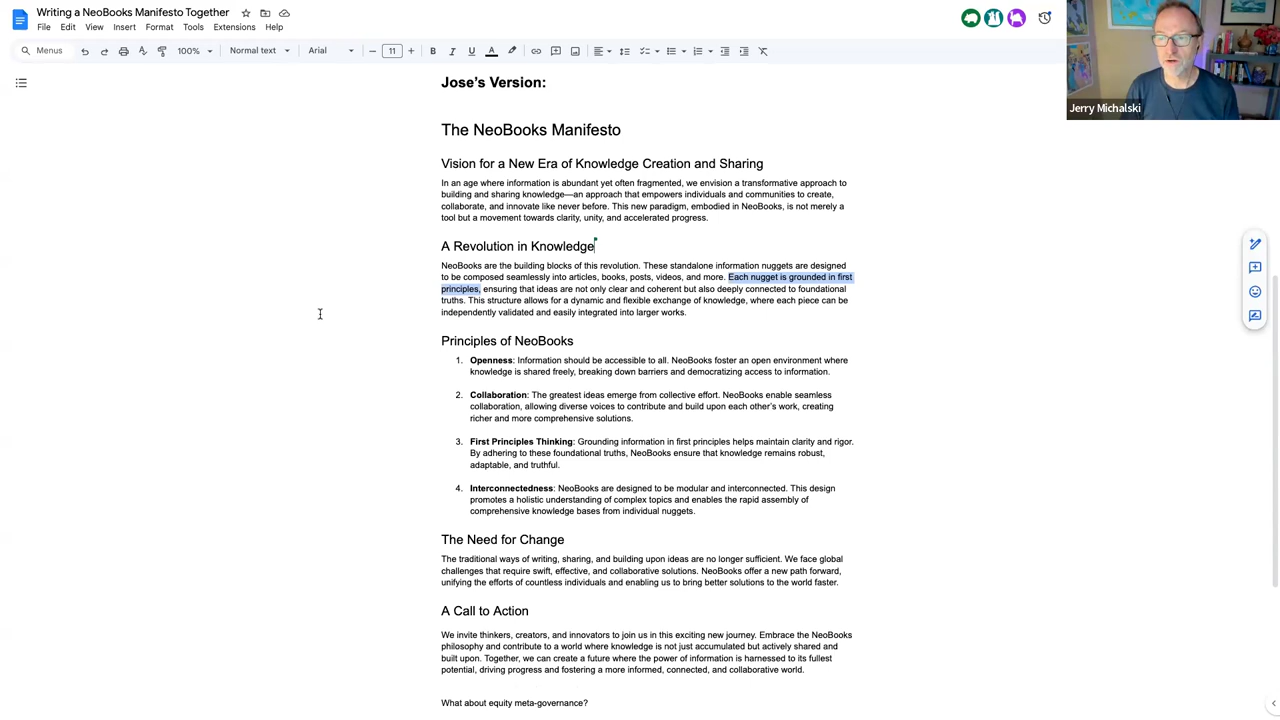 Writing a NeoBooks Manifesto Together
File Edit View Insert Format Tools Extensions Help
Menus 100% Normal text Arial 11
Jerry Michalski
Jose's Version:
The NeoBooks Manifesto
Vision for a New Era of Knowledge Creation and Sharing
In an age where information is abundant yet often fragmented, we envision a transformative approach to
building and sharing knowledge—an approach that empowers individuals and communities to create,
collaborate, and innovate like never before. This new paradigm, embodied in NeoBooks, is not merely a
tool but a movement towards clarity, unity, and accelerated progress.
A Revolution in Knowledge
NeoBooks are the building blocks of this revolution. These standalone information nuggets are designed
to be composed seamlessly into articles, books, posts, videos, and more. Each nugget is grounded in first
principles, ensuring that ideas are not only clear and coherent but also deeply connected to foundational
truths. This structure allows for a dynamic and flexible exchange of knowledge, where each piece can be
independently validated and easily integrated into larger works.
Principles of NeoBooks
1. Openness: Information should be accessible to all. NeoBooks foster an open environment where
knowledge is shared freely, breaking down barriers and democratizing access to information.
2. Collaboration: The greatest ideas emerge from collective effort. NeoBooks enable seamless
collaboration, allowing diverse voices to contribute and build upon each other's work, creating
richer and more comprehensive solutions.
3. First Principles Thinking: Grounding information in first principles helps maintain clarity and rigor.
By adhering to these foundational truths, NeoBooks ensure that knowledge remains robust,
adaptable, and truthful.
4. Interconnectedness: NeoBooks are designed to be modular and interconnected. This design
promotes a holistic understanding of complex topics and enables the rapid assembly of
comprehensive knowledge bases from individual nuggets.
The Need for Change
The traditional ways of writing, sharing, and building upon ideas are no longer sufficient. We face global
challenges that require swift, effective, and collaborative solutions. NeoBooks offer a new path forward,
unifying the efforts of countless individuals and enabling us to bring better solutions to the world faster.
A Call to Action
We invite thinkers, creators, and innovators to join us in this exciting new journey. Embrace the NeoBooks
philosophy and contribute to a world where knowledge is not just accumulated but actively shared and
built upon. Together, we can create a future where the power of information is harnessed to its fullest
potential, driving progress and fostering a more informed, connected, and collaborative world.
What about equity meta-governance?